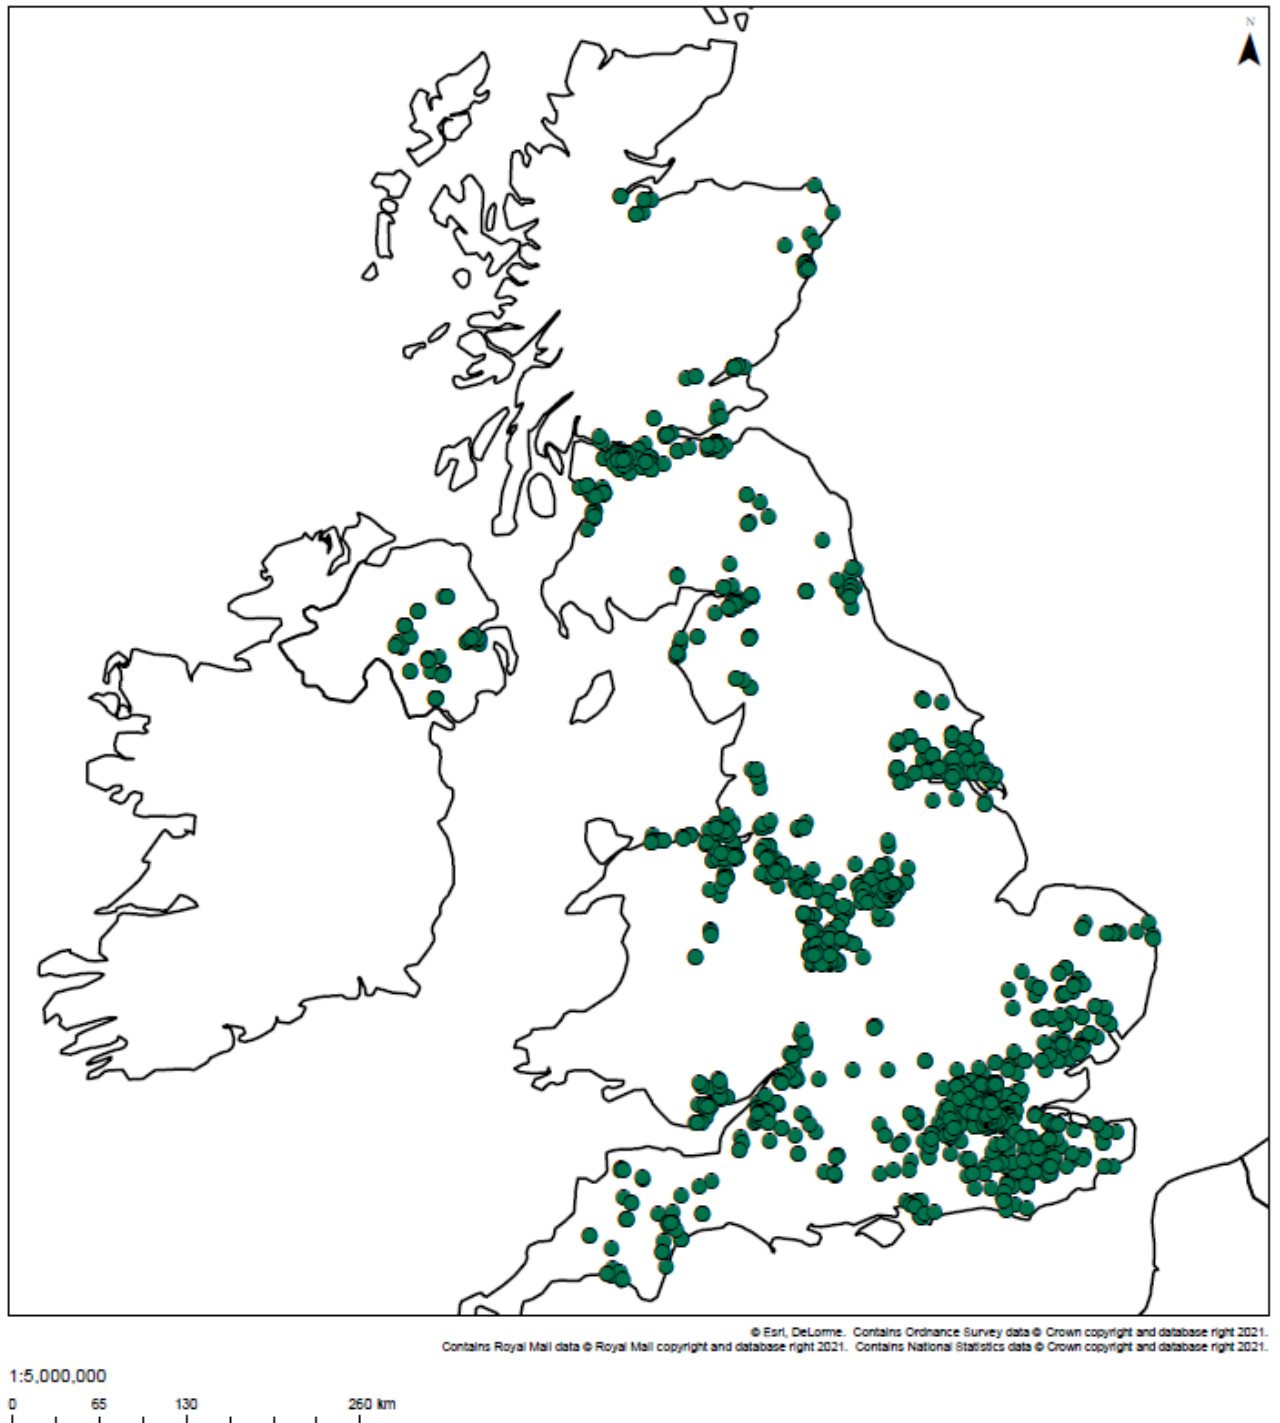 N
© Esri, DeLorme. Contains Ordnance Survey data © Crown copyright and database right 2021.
Contains Royal Mail data © Royal Mail copyright and database right 2021. Contains National Statistics data © Crown copyright and database right 2021.
1:5,000,000
0 65 130 260 km